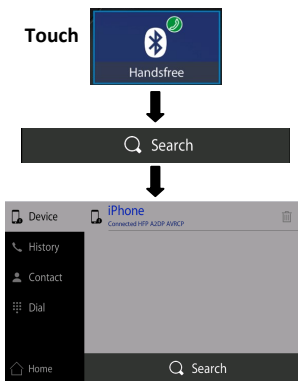 Touch
Handsfree
Search
Device
iPhone
Connected HFP A2DP AVRCP
History
Contact
Dial
Home
Search